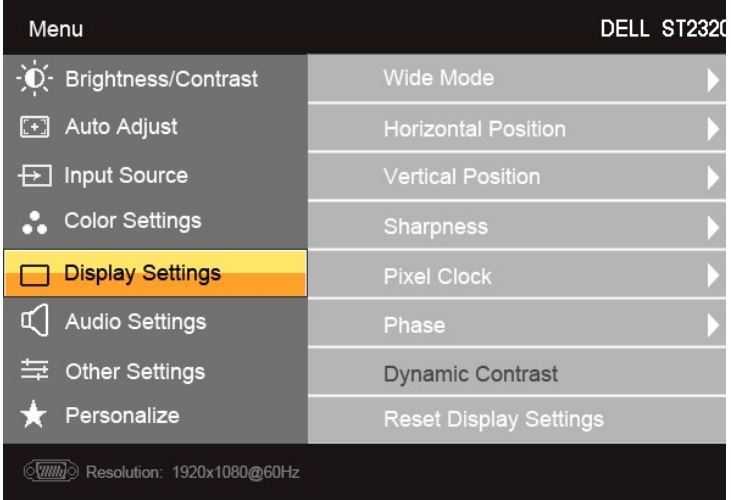 Menu
DELL ST2320
Brightness/Contrast
Auto Adjust
Input Source
Color Settings
Display Settings
Audio Settings
Other Settings
Personalize
Wide Mode
Horizontal Position
Vertical Position
Sharpness
Pixel Clock
Phase
Dynamic Contrast
Reset Display Settings
Resolution: 1920x1080@60Hz